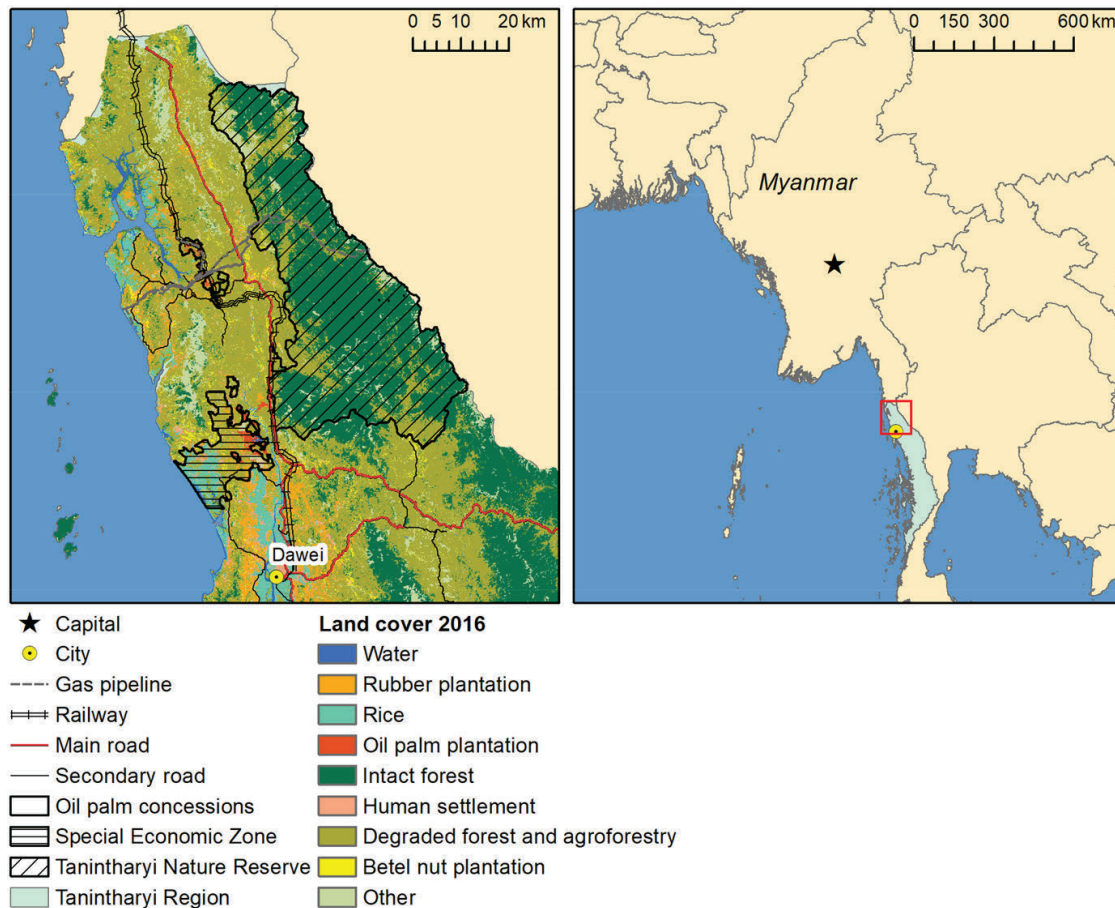 0 5 10 20 km
Dawei
0 150 300 600 km
Myanmar
Capital
City
Gas pipeline
Railway
Main road
Secondary road
Oil palm concessions
Special Economic Zone
Tanintharyi Nature Reserve
Tanintharyi Region
Land cover 2016
Water
Rubber plantation
Rice
Oil palm plantation
Intact forest
Human settlement
Degraded forest and agroforestry
Betel nut plantation
Other